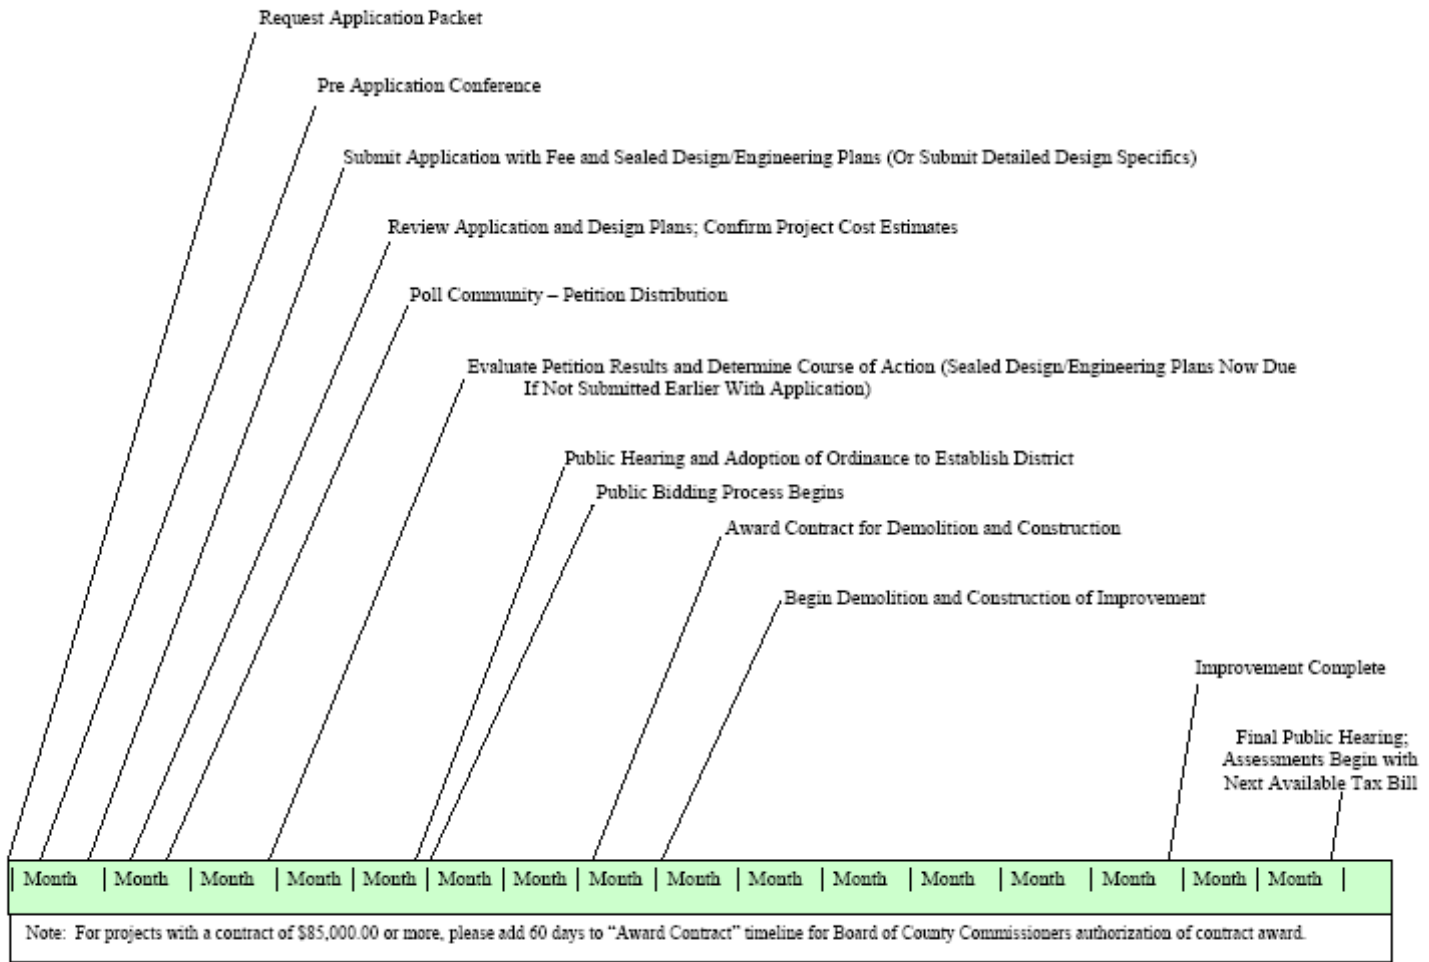 Request Application Packet
Pre Application Conference
Submit Application with Fee and Sealed Design/Engineering Plans (Or Submit Detailed Design Specifics)
Review Application and Design Plans; Confirm Project Cost Estimates
Poll Community – Petition Distribution
Evaluate Petition Results and Determine Course of Action (Sealed Design/Engineering Plans Now Due
If Not Submitted Earlier With Application)
Public Hearing and Adoption of Ordinance to Establish District
Public Bidding Process Begins
Award Contract for Demolition and Construction
Begin Demolition and Construction of Improvement
Improvement Complete
Final Public Hearing;
Assessments Begin with
Next Available Tax Bill
| Month | Month | Month | Month | Month | Month | Month | Month | Month | Month | Month | Month | Month | Month | Month | Month |
Note: For projects with a contract of $85,000.00 or more, please add 60 days to “Award Contract” timeline for Board of County Commissioners authorization of contract award.